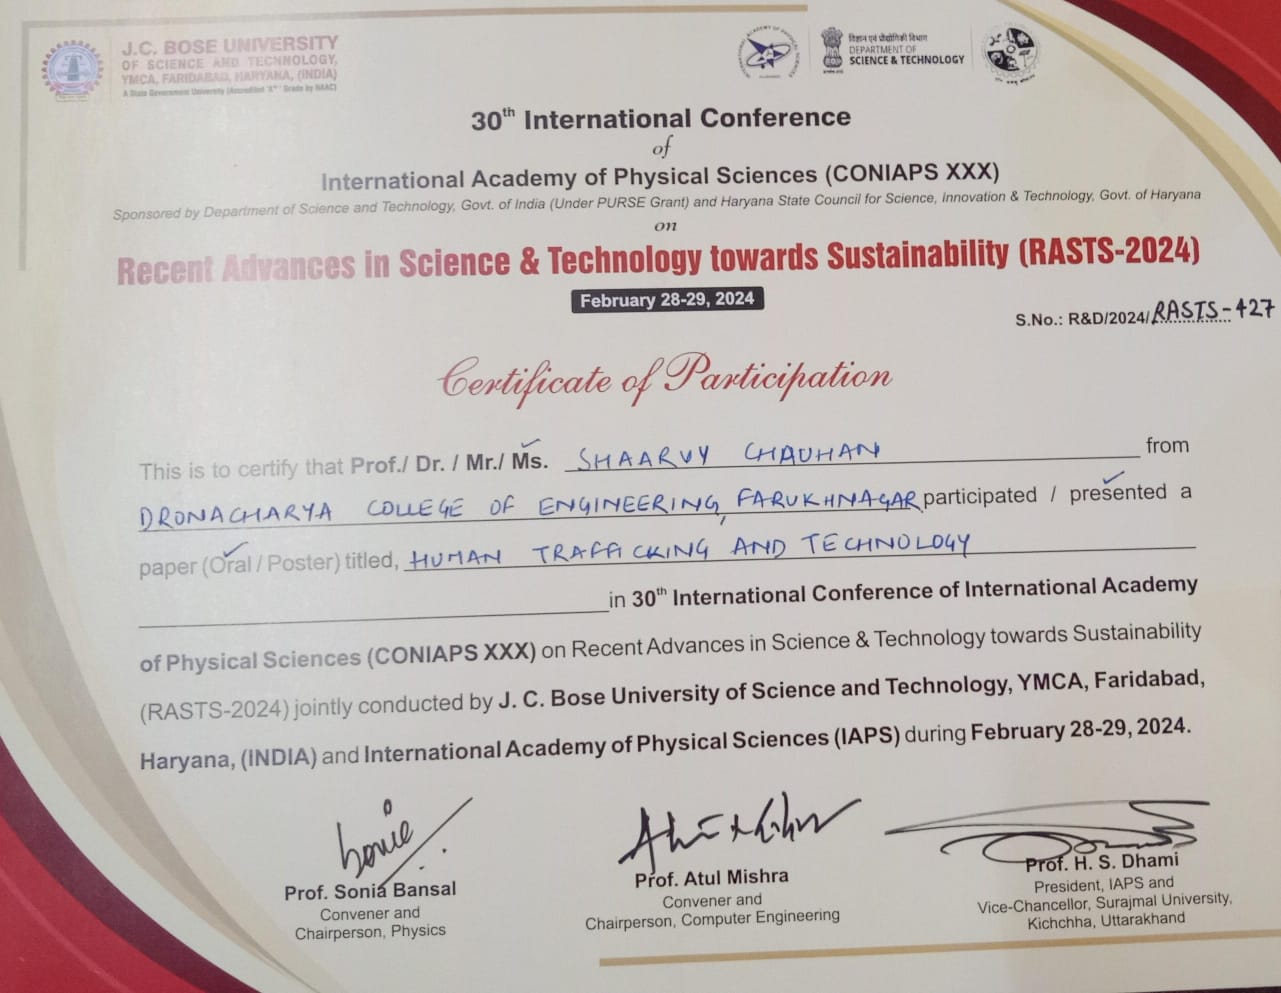 J.C. BOSE UNIVERSITY
OF SCIENCE AND TECHNOLOGY,
YMCA, FARIDABAD, HARYANA, (INDIA)
A State Government University (Accredited 'A+' Grade by NAAC)
विज्ञान एवं प्रौद्योगिकी विभाग
DEPARTMENT OF
SCIENCE & TECHNOLOGY
30th International Conference
of
International Academy of Physical Sciences (CONIAPS XXX)
Sponsored by Department of Science and Technology, Govt. of India (Under PURSE Grant) and Haryana State Council for Science, Innovation & Technology, Govt. of Haryana
on
Recent Advances in Science & Technology towards Sustainability (RASTS-2024)
February 28-29, 2024
S.No.: R&D/2024/RASTS-427
Certificate of Participation
This is to certify that Prof./ Dr. / Mr./ Ms. SHAARVY CHAUHAN from
DRONACHARYA COLLEGE OF ENGINEERING, FARUKHNAGAR participated / presented a
paper (Oral / Poster) titled, HUMAN TRAFFICKING AND TECHNOLOGY
in 30th International Conference of International Academy
of Physical Sciences (CONIAPS XXX) on Recent Advances in Science & Technology towards Sustainability
(RASTS-2024) jointly conducted by J. C. Bose University of Science and Technology, YMCA, Faridabad,
Haryana, (INDIA) and International Academy of Physical Sciences (IAPS) during February 28-29, 2024.
Prof. Sonia Bansal
Convener and
Chairperson, Physics
Prof. Atul Mishra
Convener and
Chairperson, Computer Engineering
Prof. H. S. Dhami
President, IAPS and
Vice-Chancellor, Surajmal University,
Kichchha, Uttarakhand